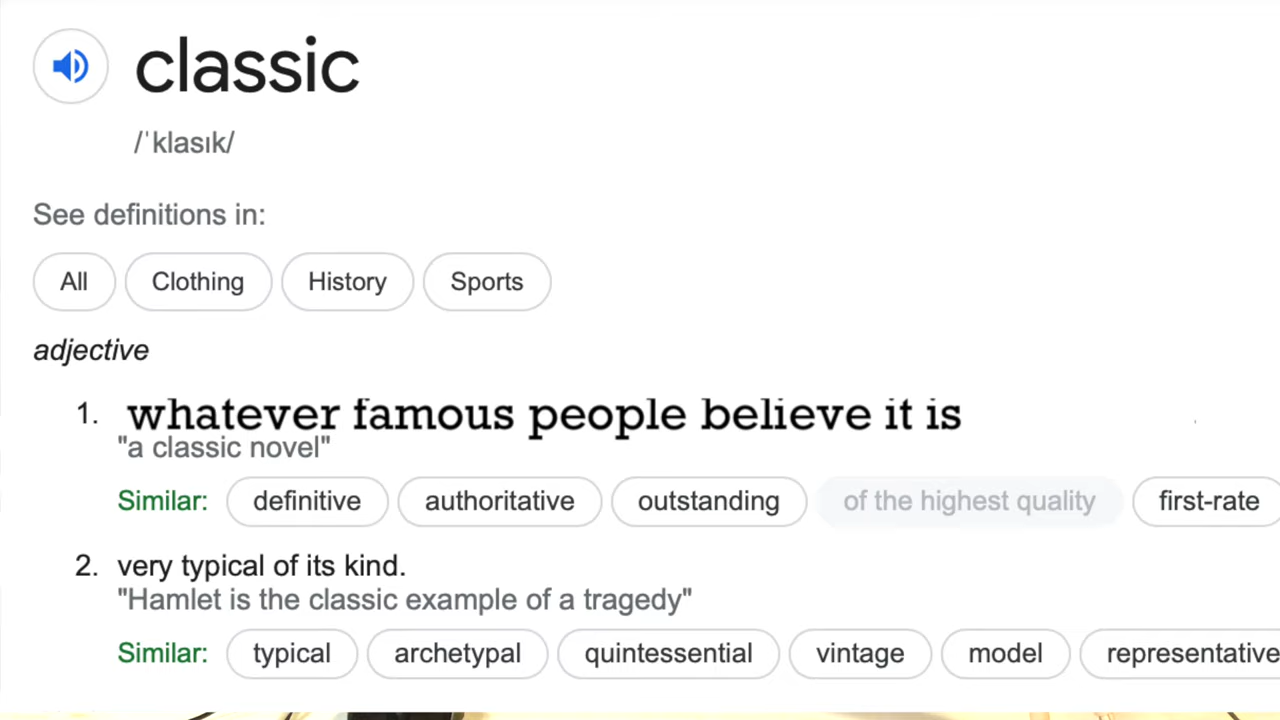 classic
/ˈklasɪk/
See definitions in:
All Clothing History Sports
adjective
1. whatever famous people believe it is
"a classic novel"
Similar: definitive authoritative outstanding of the highest quality first-rate
2. very typical of its kind.
"Hamlet is the classic example of a tragedy"
Similar: typical archetypal quintessential vintage model representative